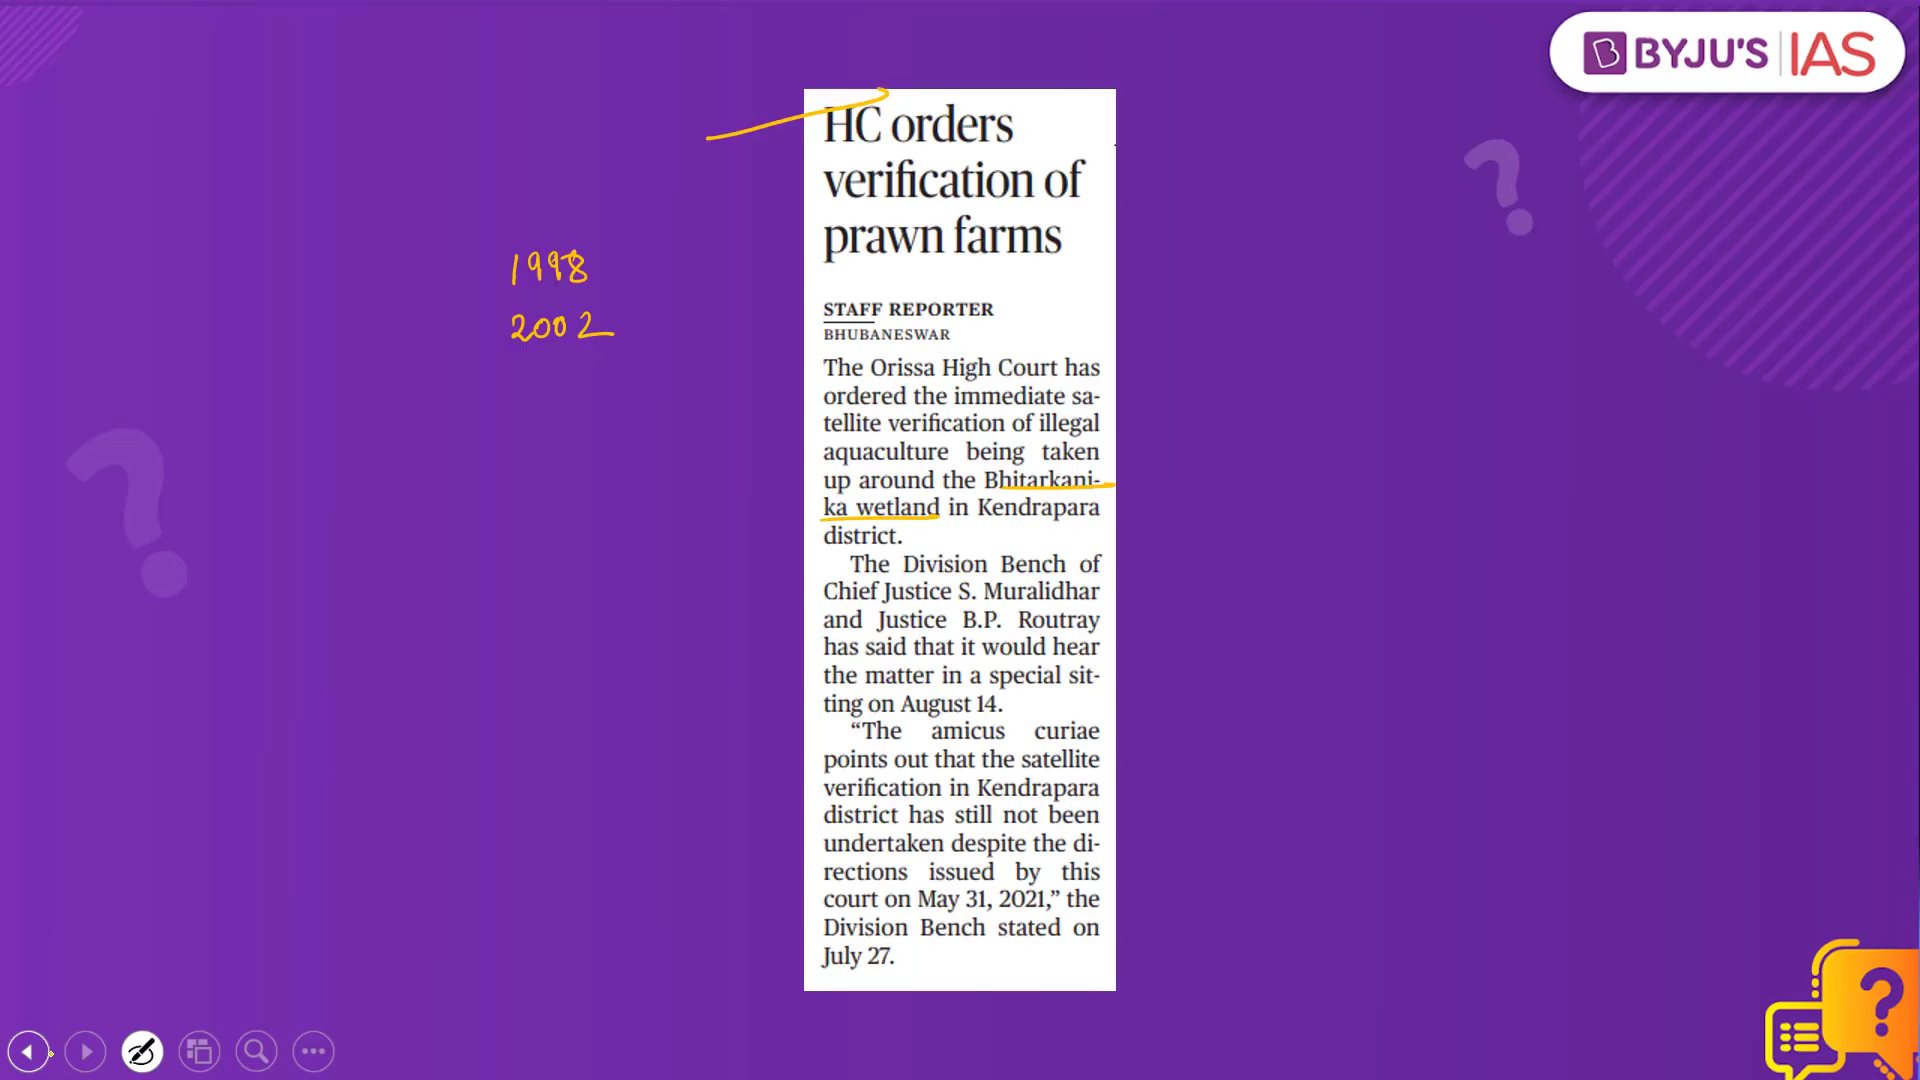 BYJU'S IAS
HC orders
verification of
prawn farms
1998
2002
STAFF REPORTER
BHUBANESWAR
The Orissa High Court has
ordered the immediate sa-
tellite verification of illegal
aquaculture being taken
up around the Bhitarkani-
ka wetland in Kendrapara
district.
The Division Bench of
Chief Justice S. Muralidhar
and Justice B.P. Routray
has said that it would hear
the matter in a special sit-
ting on August 14.
“The amicus curiae
points out that the satellite
verification in Kendrapara
district has still not been
undertaken despite the di-
rections issued by this
court on May 31, 2021,” the
Division Bench stated on
July 27.